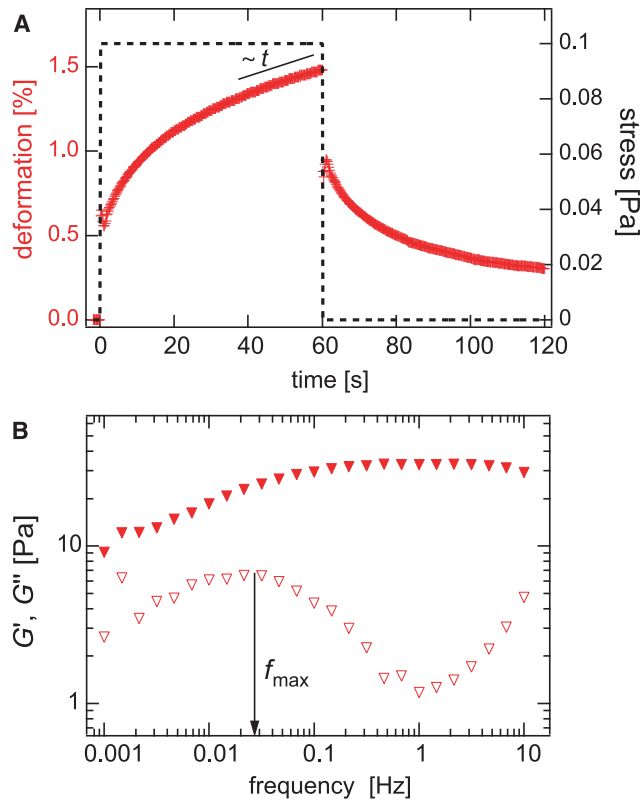 A
~ t
deformation [%]
1.5
1.0
0.5
0.0
0.1
0.08
0.06
0.04
0.02
0
stress [Pa]
0 20 40 60 80 100 120
time [s]
B
G', G'' [Pa]
10
1
f max
0.001 0.01 0.1 1 10
frequency [Hz]